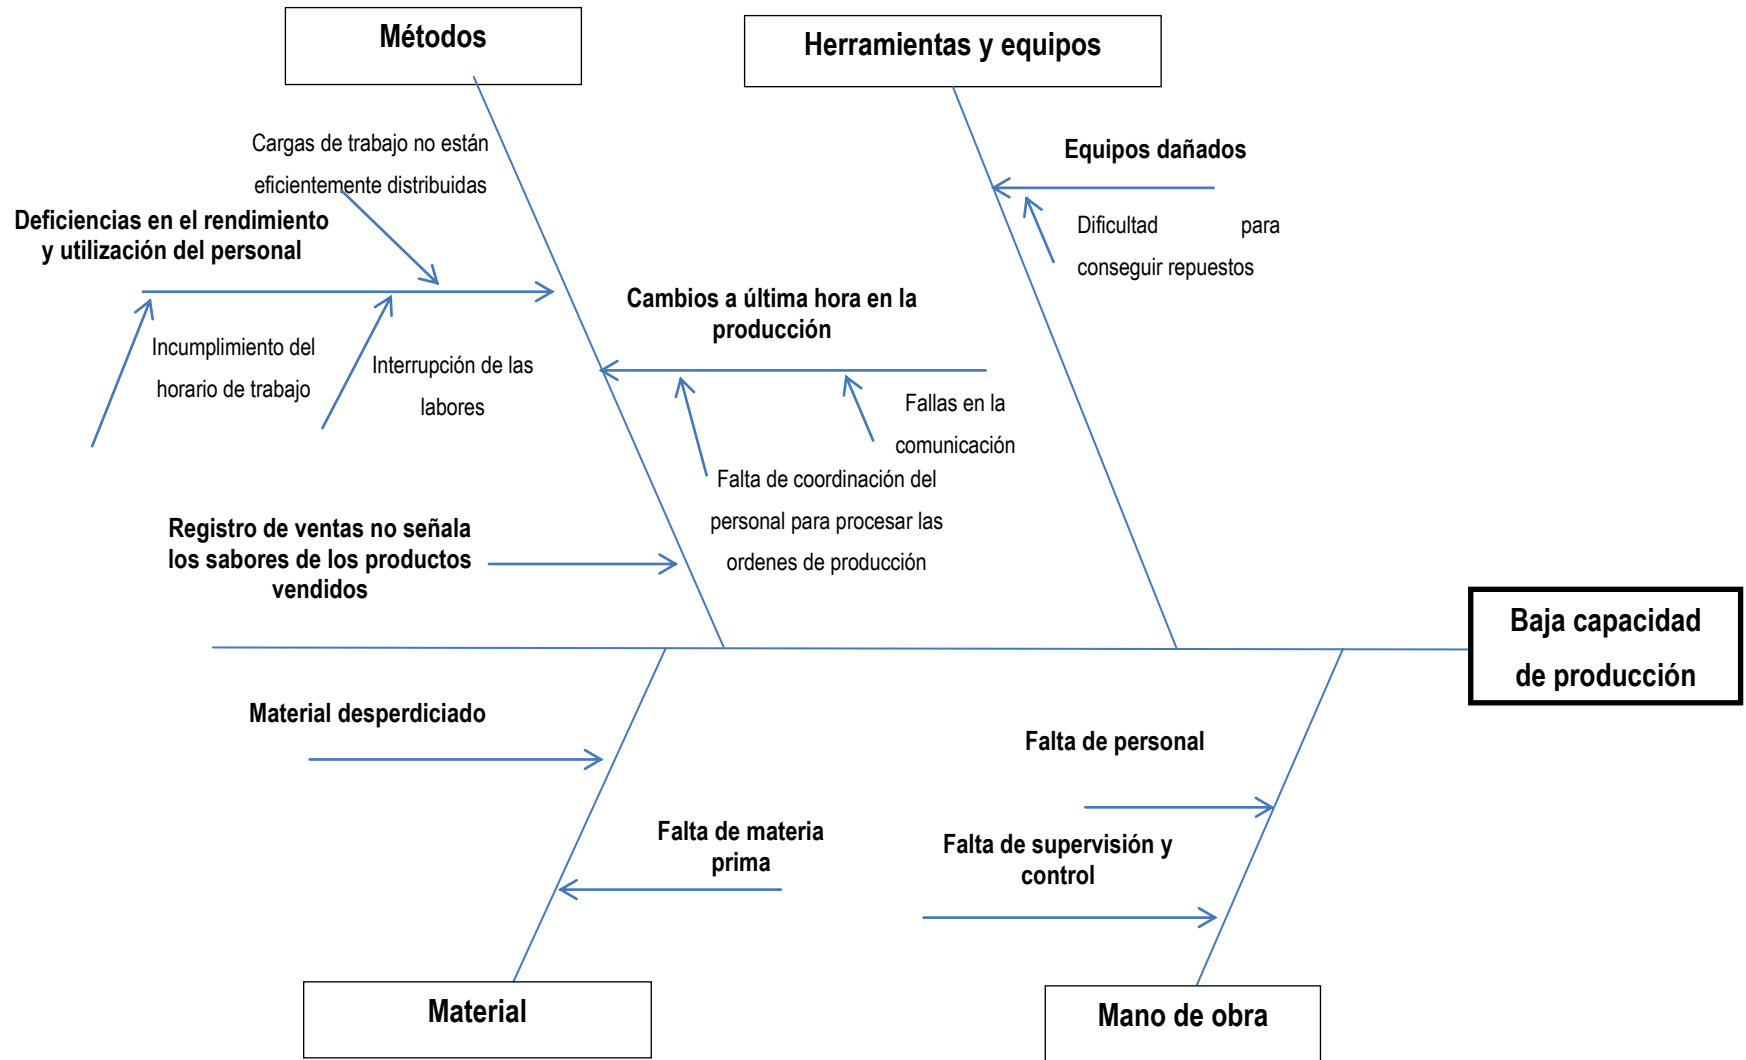 Métodos
Herramientas y equipos
Cargas de trabajo no están
eficientemente distribuidas
Equipos dañados
Deficiencias en el rendimiento
y utilización del personal
Dificultad para
conseguir repuestos
Cambios a última hora en la
producción
Incumplimiento del
horario de trabajo
Interrupción de las
labores
Fallas en la
comunicación
Falta de coordinación del
personal para procesar las
ordenes de producción
Registro de ventas no señala
los sabores de los productos
vendidos
Baja capacidad
de producción
Material desperdiciado
Falta de personal
Falta de materia
prima
Falta de supervisión y
control
Material
Mano de obra